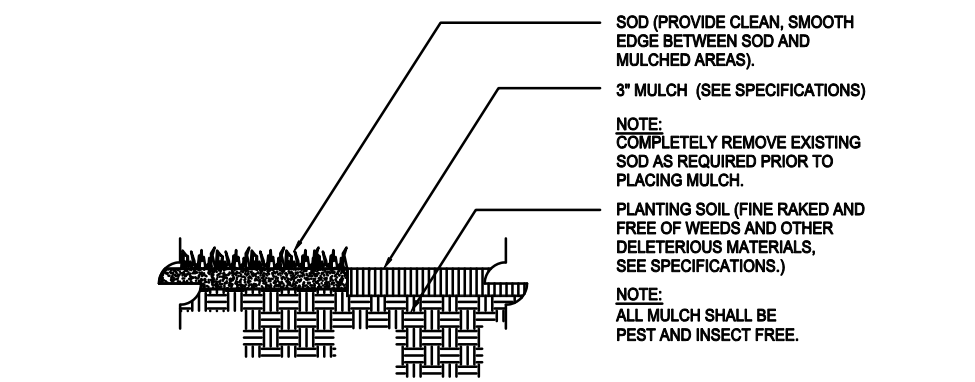 SOD (PROVIDE CLEAN, SMOOTH
EDGE BETWEEN SOD AND
MULCHED AREAS).
3" MULCH (SEE SPECIFICATIONS)
NOTE:
COMPLETELY REMOVE EXISTING
SOD AS REQUIRED PRIOR TO
PLACING MULCH.
PLANTING SOIL (FINE RAKED AND
FREE OF WEEDS AND OTHER
DELETERIOUS MATERIALS,
SEE SPECIFICATIONS.)
NOTE:
ALL MULCH SHALL BE
PEST AND INSECT FREE.